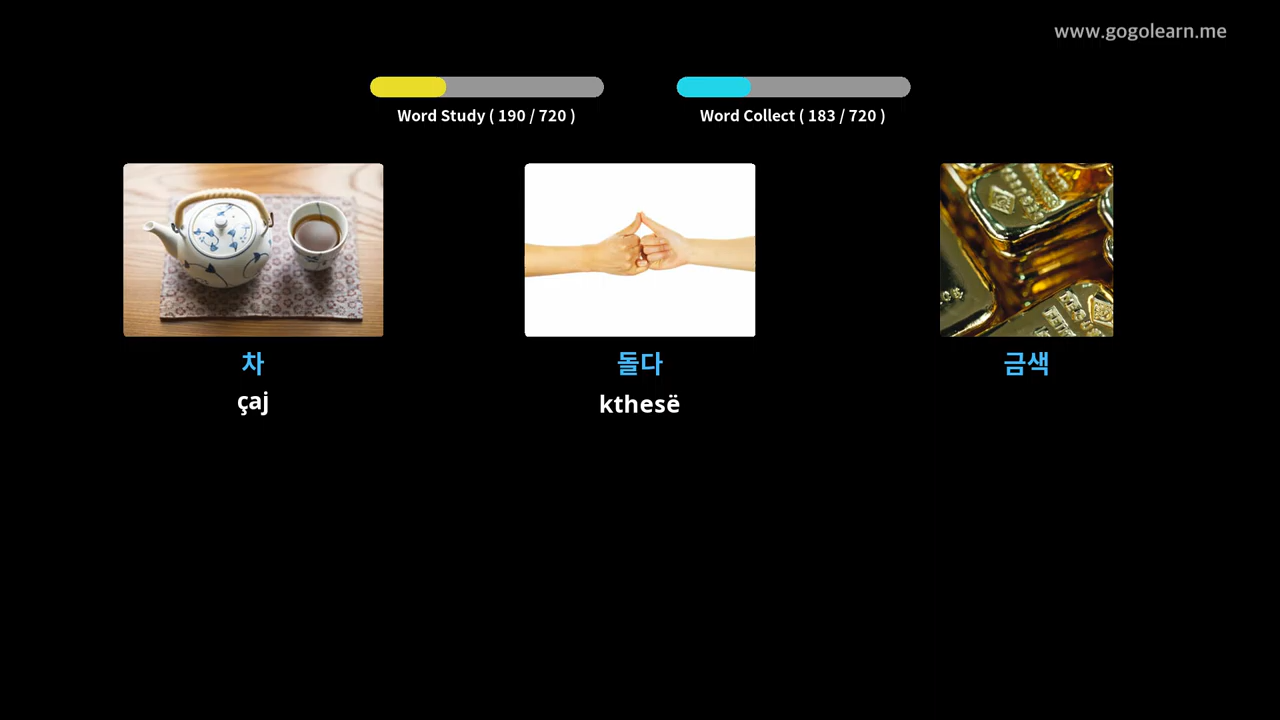 www.gogolearn.me
Word Study ( 190 / 720 )
Word Collect ( 183 / 720 )
차
돌다
금색
çaj
kthesë